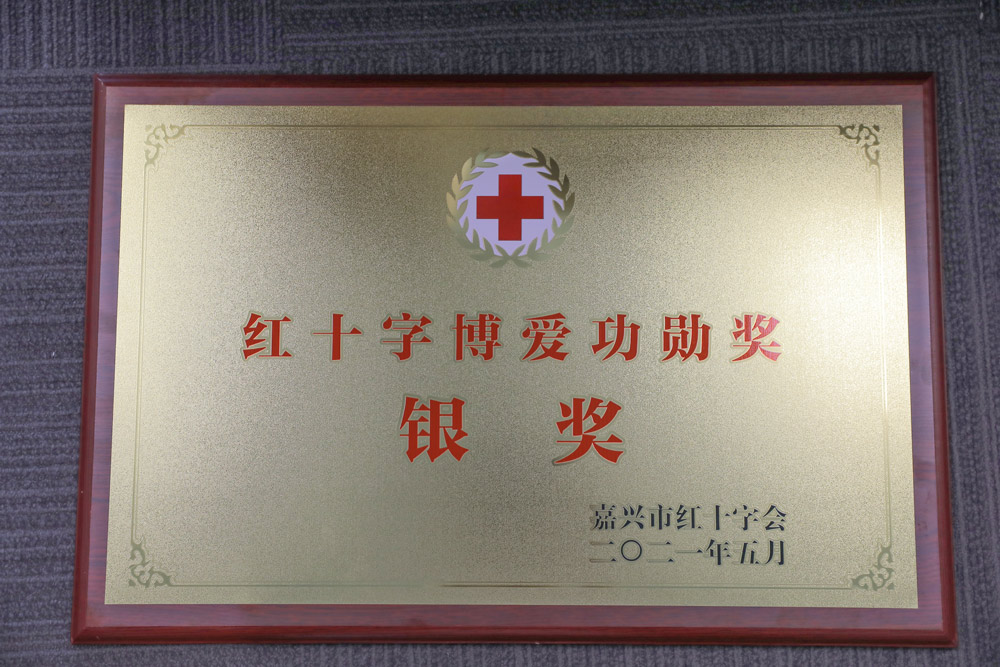 红十字博爱功勋奖
银奖
嘉兴市红十字会
二〇二一年五月